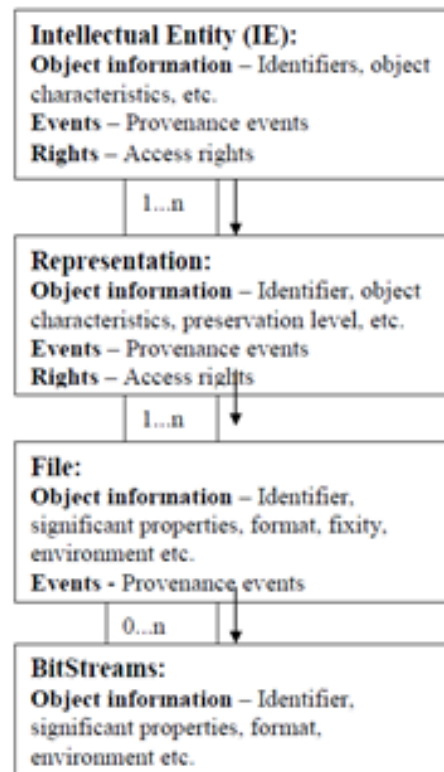 Intellectual Entity (IE):
Object information – Identifiers, object
characteristics, etc.
Events – Provenance events
Rights – Access rights
1...n
Representation:
Object information – Identifier, object
characteristics, preservation level, etc.
Events – Provenance events
Rights – Access rights
1...n
File:
Object information – Identifier,
significant properties, format, fixity,
environment etc.
Events - Provenance events
0...n
BitStreams:
Object information – Identifier,
significant properties, format,
environment etc.